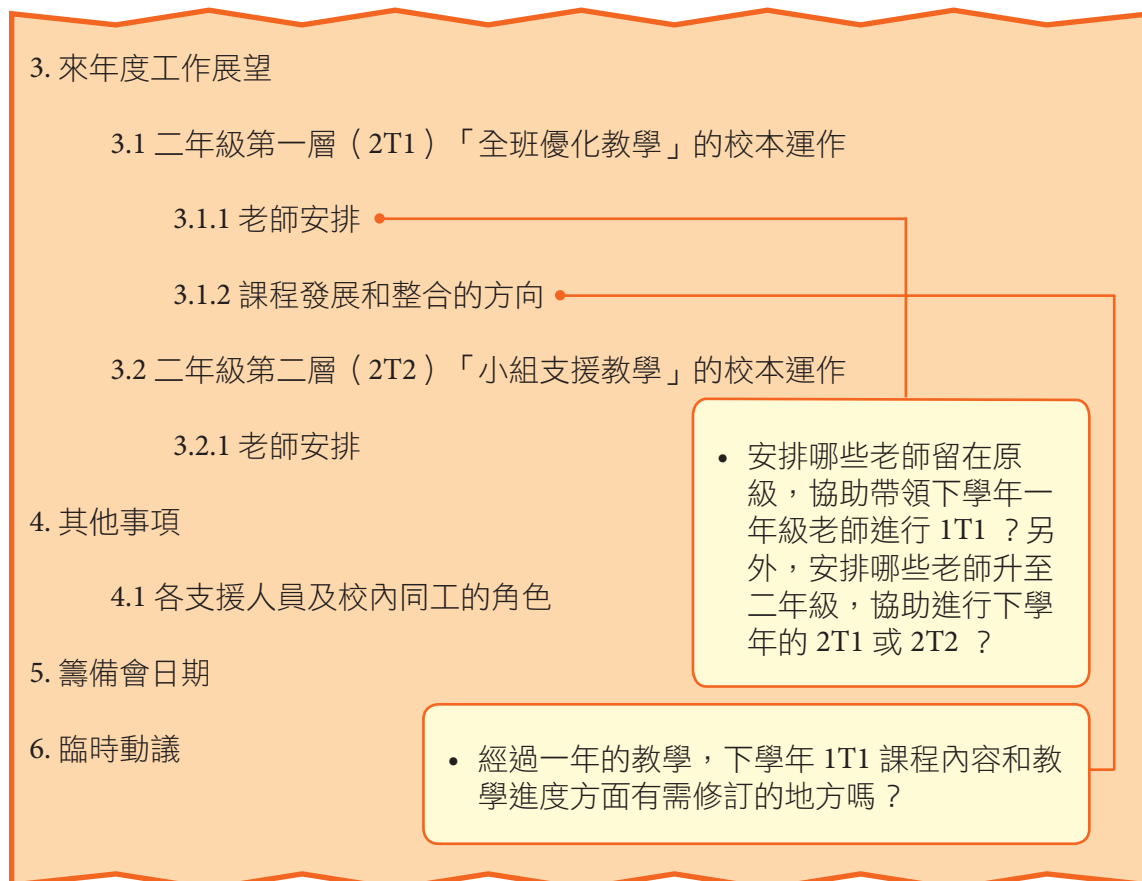 3. 來年度工作展望
3.1 二年級第一層（2T1）「全班優化教學」的校本運作
3.1.1 老師安排
3.1.2 課程發展和整合的方向
3.2 二年級第二層（2T2）「小組支援教學」的校本運作
3.2.1 老師安排
4. 其他事項
4.1 各支援人員及校內同工的角色
5. 籌備會日期
6. 臨時動議
• 安排哪些老師留在原
級，協助帶領下學年一
年級老師進行 1T1 ？另
外，安排哪些老師升至
二年級，協助進行下學
年的 2T1 或 2T2 ？
• 經過一年的教學，下學年 1T1 課程內容和教
學進度方面有需修訂的地方嗎？